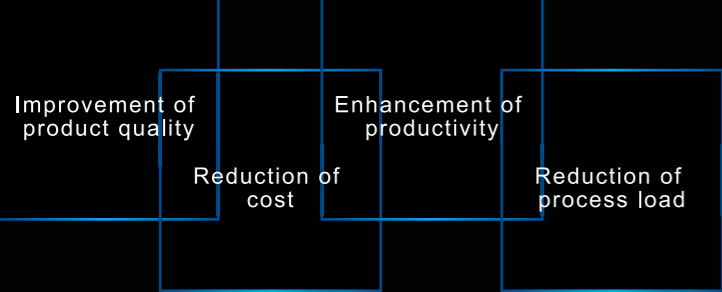 Improvement of
product quality
Reduction of
cost
Enhancement of
productivity
Reduction of
process load